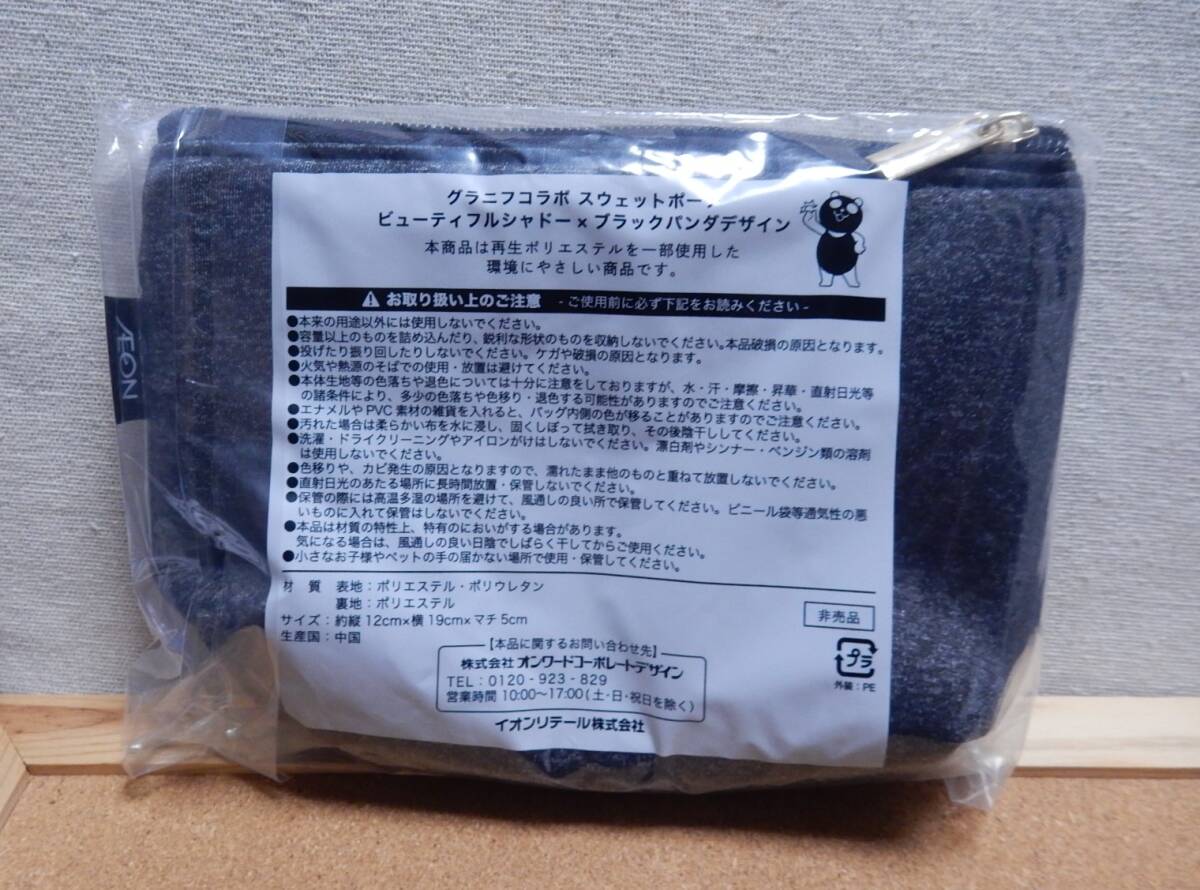 グラニフコラボ スウェットポーチ
ビューティフルシャドー×ブラックパンダデザイン
本商品は再生ポリエステルを一部使用した
環境にやさしい商品です。
お取り扱い上のご注意 -ご使用前に必ず下記をお読みください-
●本来の用途以外には使用しないでください。
●容量以上のものを詰め込んだり、鋭利な形状のものを収納しないでください。本品破損の原因となります。
●投げたり振り回したりしないでください。ケガや破損の原因となります。
●火気や熱源のそばでの使用・放置は避けてください。
●本体生地等の色落ちや退色については十分に注意をしておりますが、水・汗・摩擦・昇華・直射日光等
の諸条件により、多少の色落ちや色移り・退色する可能性がありますのでご注意ください。
●エナメルやPVC素材の雑貨を入れると、バッグ内側の色が移ることがありますのでご注意ください。
●汚れた場合は柔らかい布を水に浸し、固くしぼって拭き取り、その後陰干ししてください。
●洗濯・ドライクリーニングやアイロンがけはしないでください。漂白剤やシンナー・ベンジン類の溶剤
は使用しないでください。
●色移りや、カビ発生の原因となりますので、濡れたまま他のものと重ねて放置しないでください。
●直射日光のあたる場所に長時間放置・保管しないでください。
●保管の際には高温多湿の場所を避けて、風通しの良い所で保管してください。ビニール袋等通気性の悪
いものに入れて保管はしないでください。
●本品は材質の特性上、特有のにおいがする場合があります。
気になる場合は、風通しの良い日陰でしばらく干してからご使用ください。
●小さなお子様やペットの手の届かない場所で使用・保管してください。
材 質 表地：ポリエステル・ポリウレタン
裏地：ポリエステル
サイズ：約縦12cm×横19cm×マチ5cm
生産国：中国
非売品
プラ
外装：PE
【本品に関するお問い合わせ先】
株式会社オンワードコーポレートデザイン
TEL：0120-923-829
営業時間 10:00～17:00(土・日・祝日を除く)
イオンリテール株式会社
ÆON